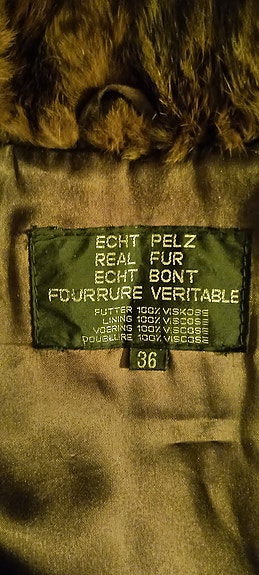 ECHT PELZ
REAL FUR
ECHT BONT
FOURRURE VERITABLE
FUTTER 100% VISKOSE
LINING 100% VISCOSE
VOERING 100% VISCOSE
DOUBLURE 100% VISCOSE
36